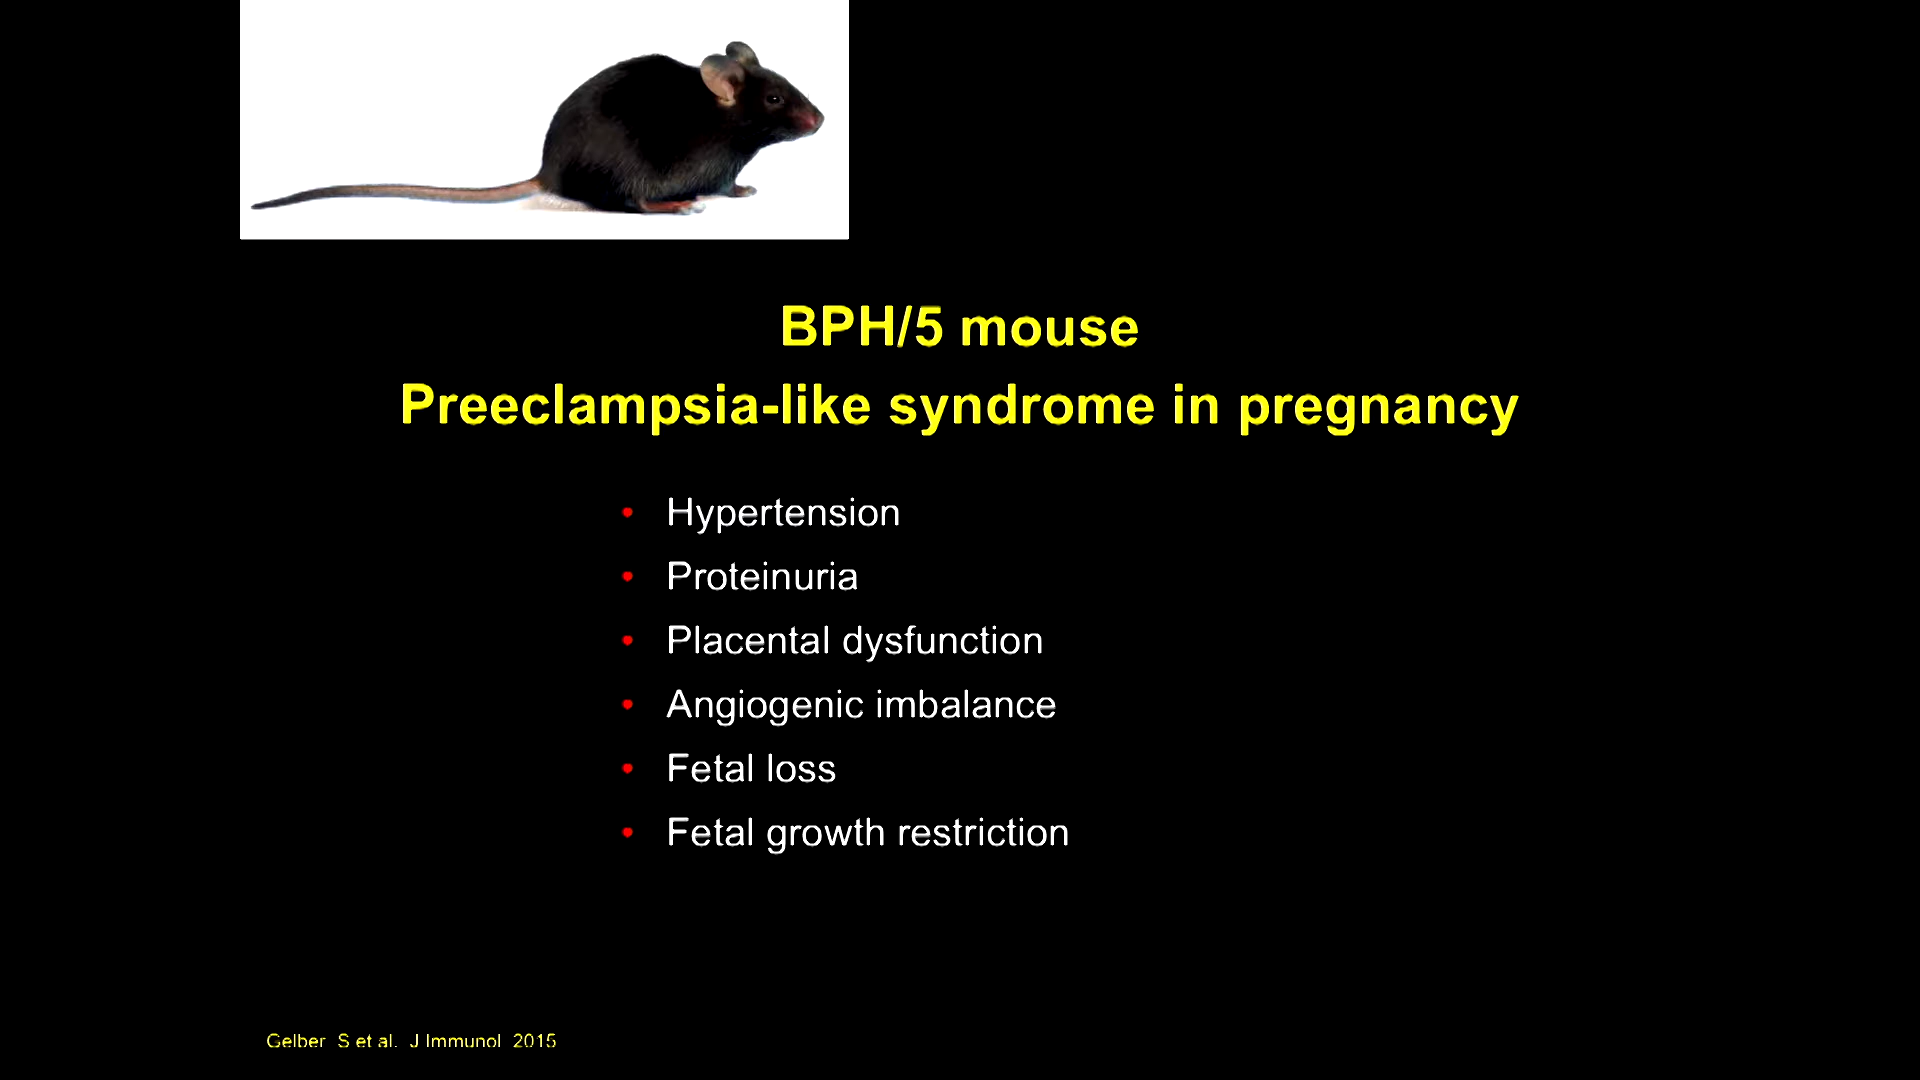 BPH/5 mouse
Preeclampsia-like syndrome in pregnancy
• Hypertension
• Proteinuria
• Placental dysfunction
• Angiogenic imbalance
• Fetal loss
• Fetal growth restriction
Gelber S et al. J Immunol 2015